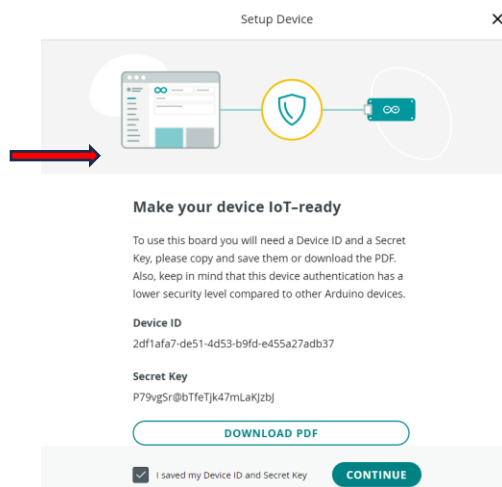 Setup Device
Make your device IoT-ready
To use this board you will need a Device ID and a Secret
Key, please copy and save them or download the PDF.
Also, keep in mind that this device authentication has a
lower security level compared to other Arduino devices.
Device ID
2df1afa7-de51-4d53-b9fd-e455a27adb37
Secret Key
P79vgSr@bTfeTjk47mLaKJzbJ
DOWNLOAD PDF
I saved my Device ID and Secret Key
CONTINUE